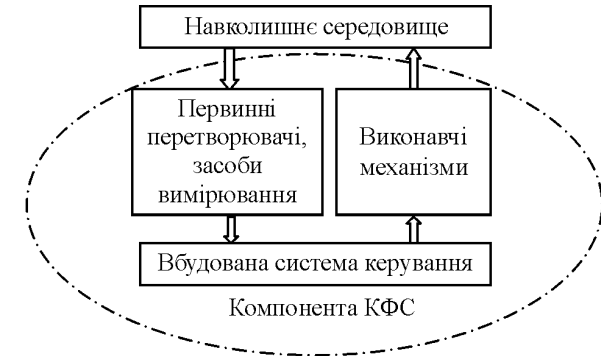 Навколишнє середовище
Первинні
перетворювачі,
засоби
вимірювання
Виконавчі
механізми
Вбудована система керування
Компонента КФС